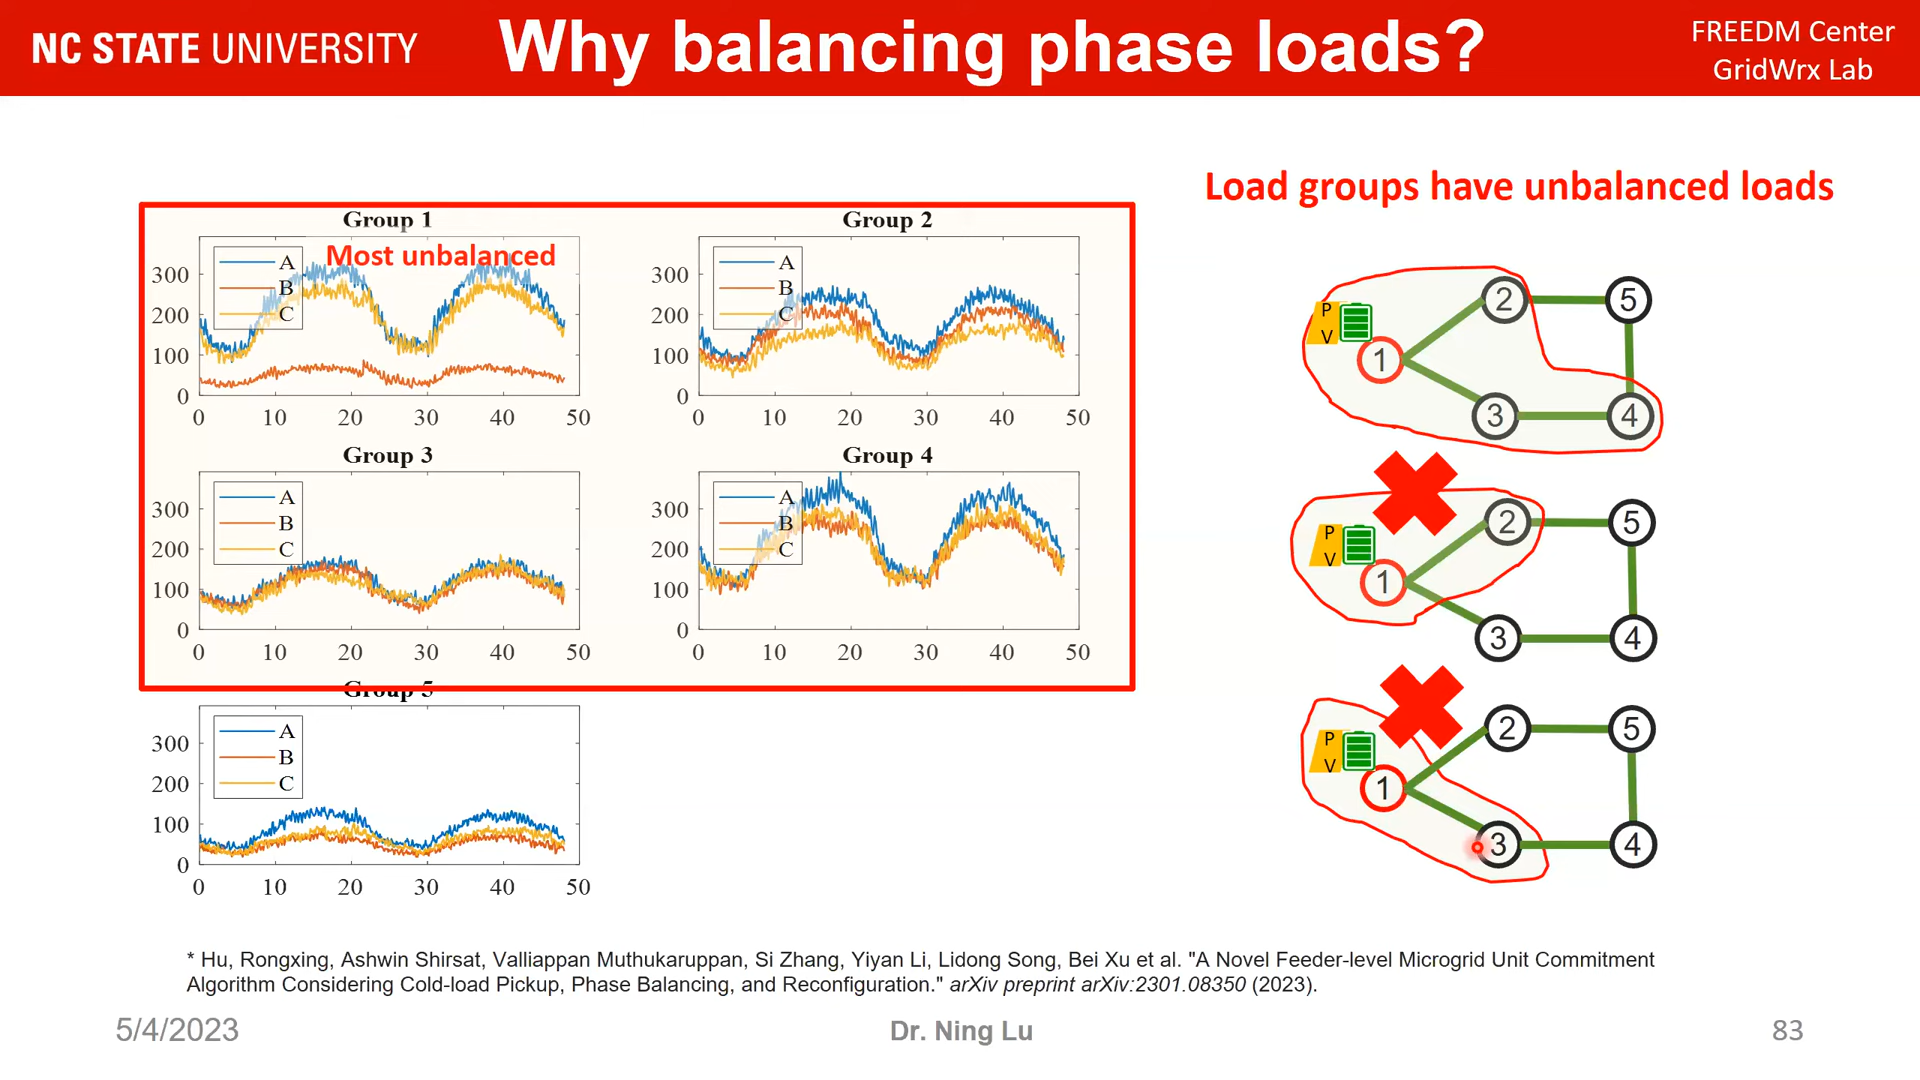 NC STATE UNIVERSITY
Why balancing phase loads?
FREEDM Center
GridWrx Lab
Load groups have unbalanced loads
Group 1
Most unbalanced
A
B
C
300
200
100
0
0 10 20 30 40 50
Group 2
A
B
C
300
200
100
0
0 10 20 30 40 50
Group 3
A
B
C
300
200
100
0
0 10 20 30 40 50
Group 4
A
B
C
300
200
100
0
0 10 20 30 40 50
Group 5
A
B
C
300
200
100
0
0 10 20 30 40 50
P
V
1
2
5
3
4
P
V
1
2
5
3
4
P
V
1
2
5
3
4
* Hu, Rongxing, Ashwin Shirsat, Valliappan Muthukaruppan, Si Zhang, Yiyan Li, Lidong Song, Bei Xu et al. "A Novel Feeder-level Microgrid Unit Commitment
Algorithm Considering Cold-load Pickup, Phase Balancing, and Reconfiguration." arXiv preprint arXiv:2301.08350 (2023).
5/4/2023
Dr. Ning Lu
83